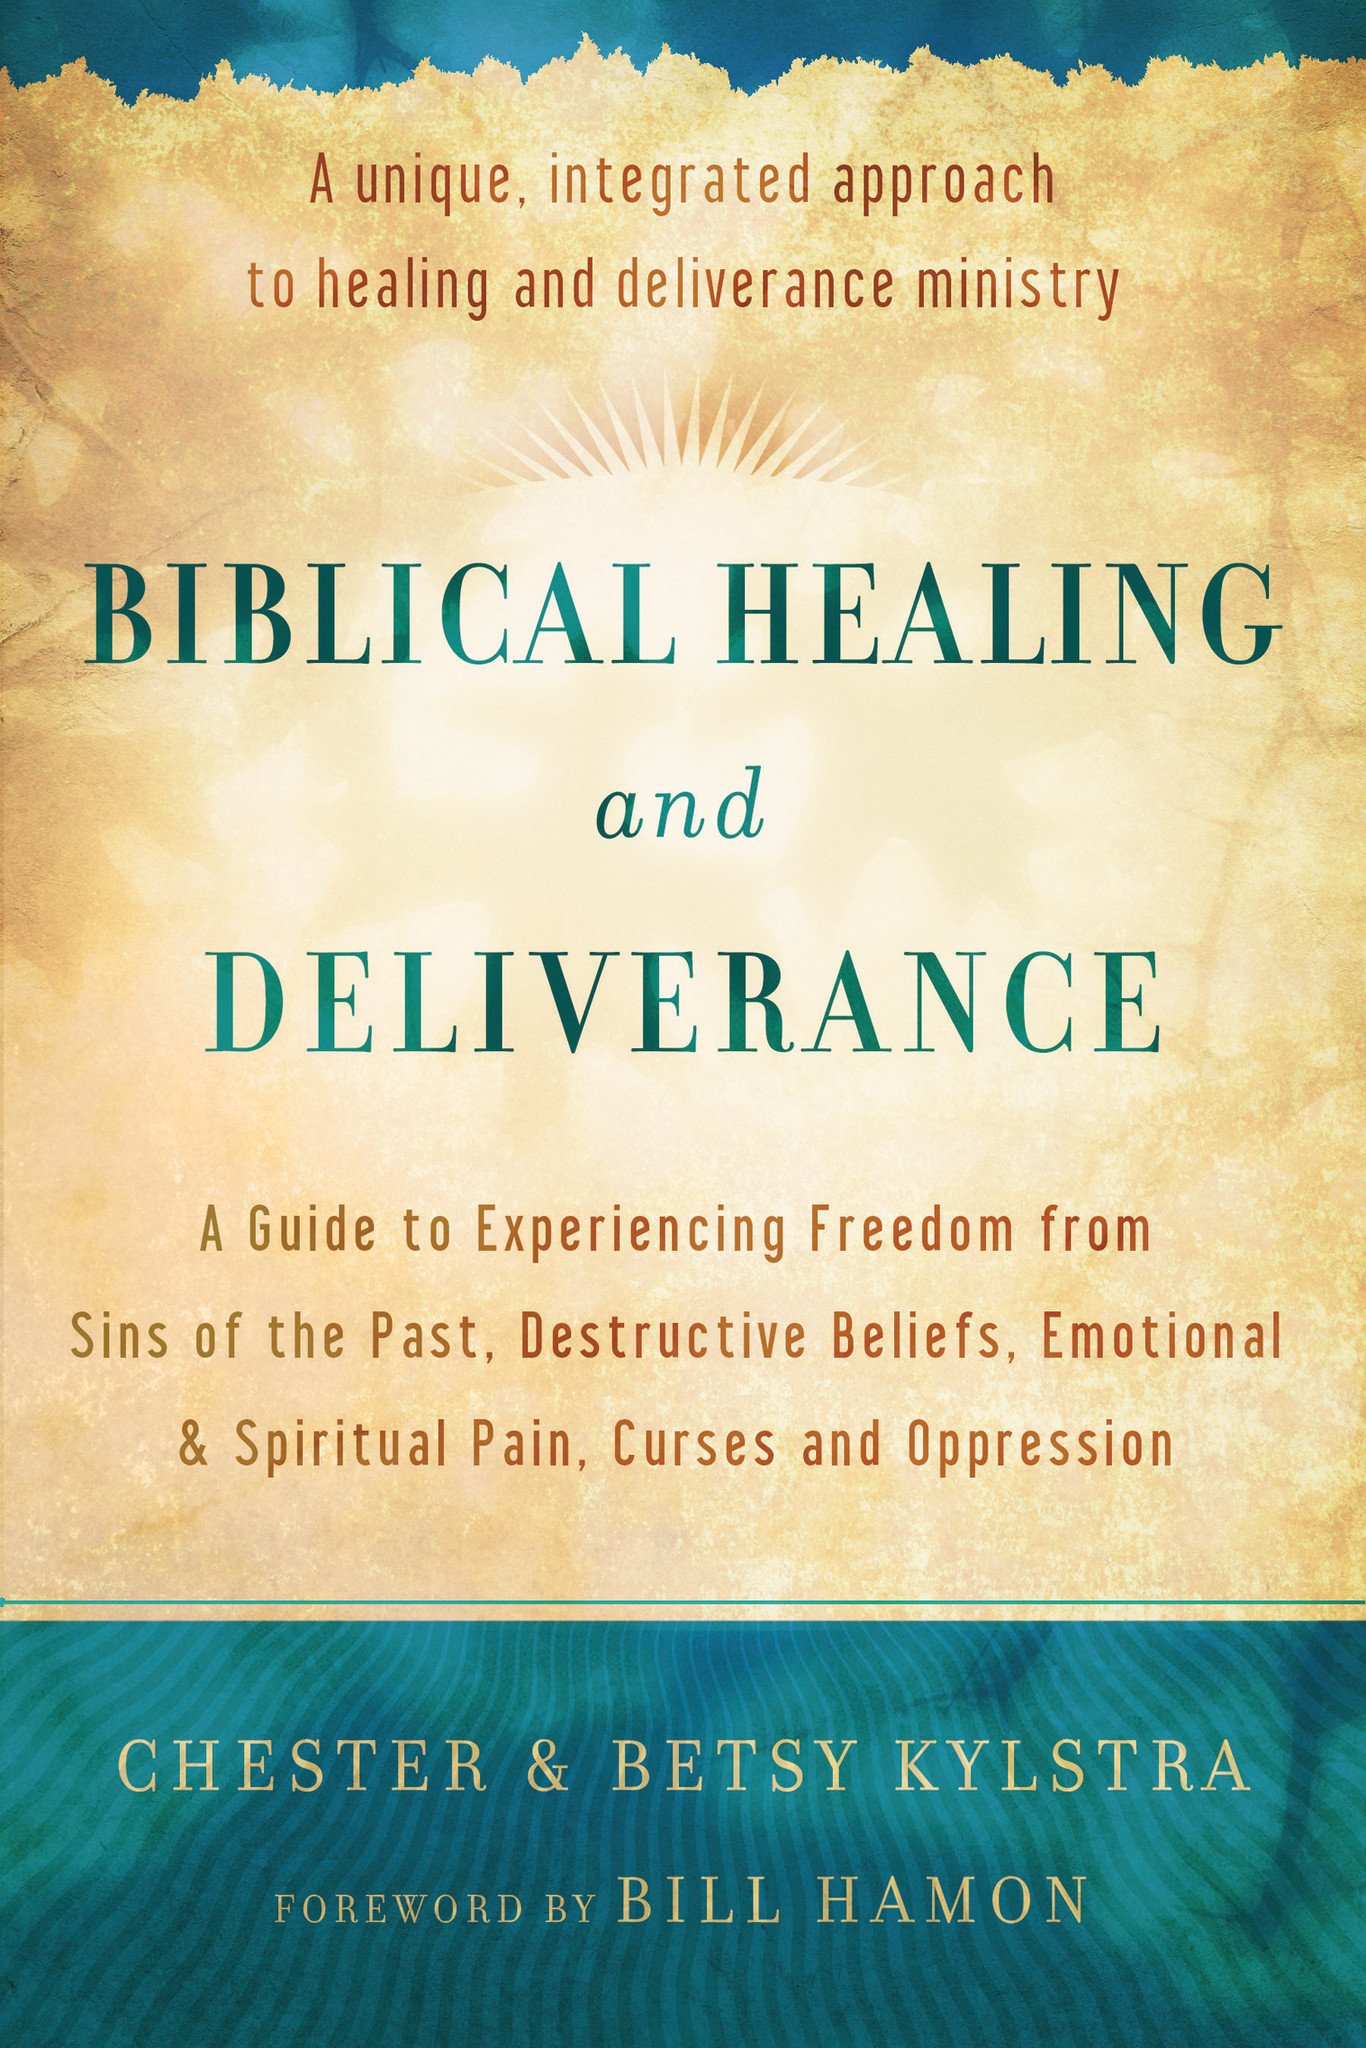 A unique, integrated approach
to healing and deliverance ministry
BIBLICAL HEALING
and
DELIVERANCE
A Guide to Experiencing Freedom from
Sins of the Past, Destructive Beliefs, Emotional
& Spiritual Pain, Curses and Oppression
CHESTER & BETSY KYLSTRA
FOREWORD BY BILL HAMON